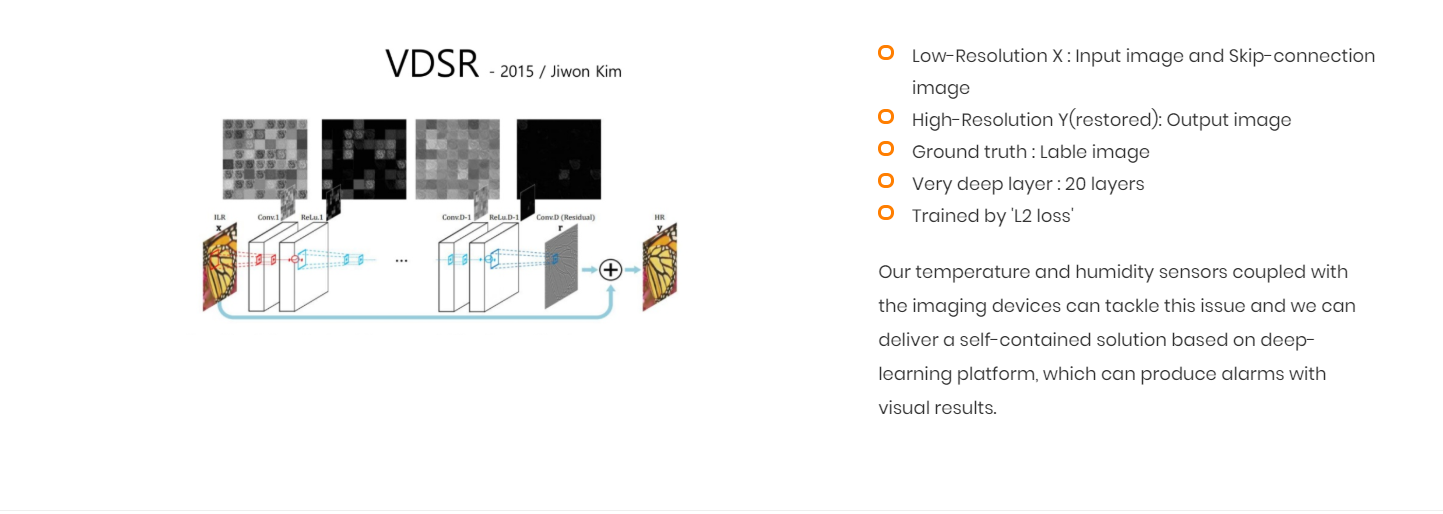 VDSR - 2015 / Jiwon Kim
ILR
x
Conv.1
ReLu.1
...
Conv.D-1
ReLu.D-1
Conv.D (Residual)
r
HR
y
Low-Resolution X : Input image and Skip-connection
image
High-Resolution Y(restored): Output image
Ground truth : Lable image
Very deep layer : 20 layers
Trained by 'L2 loss'
Our temperature and humidity sensors coupled with
the imaging devices can tackle this issue and we can
deliver a self-contained solution based on deep-
learning platform, which can produce alarms with
visual results.